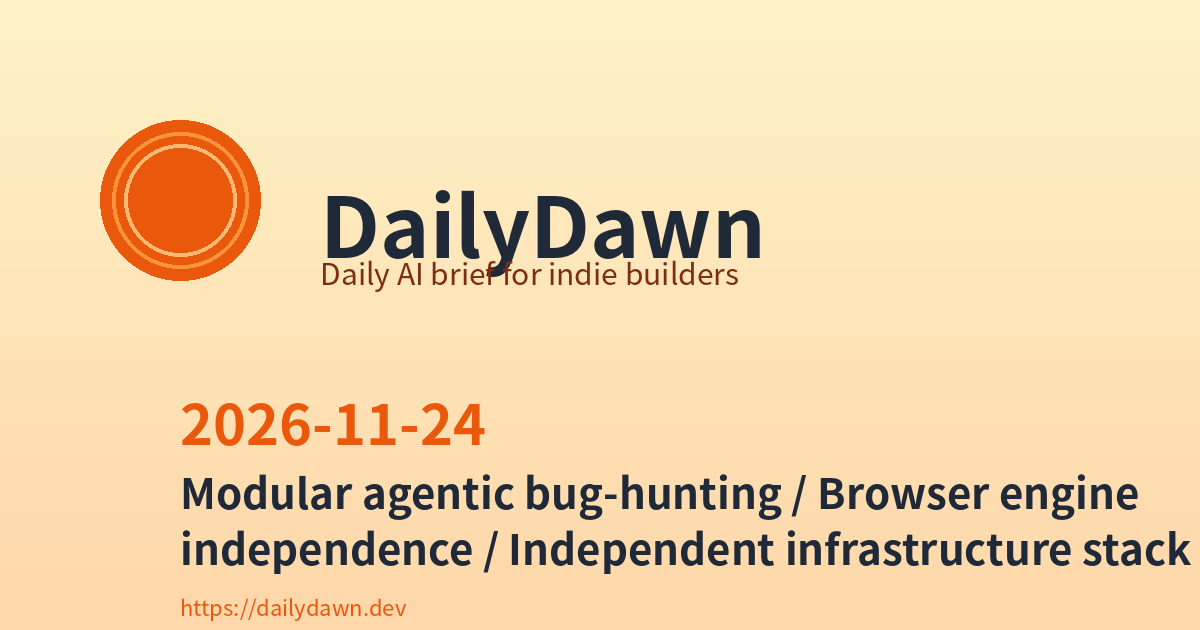 DailyDawn
Daily AI brief for indie builders
2026-11-24
Modular agentic bug-hunting / Browser engine
independence / Independent infrastructure stack
https://dailydawn.dev